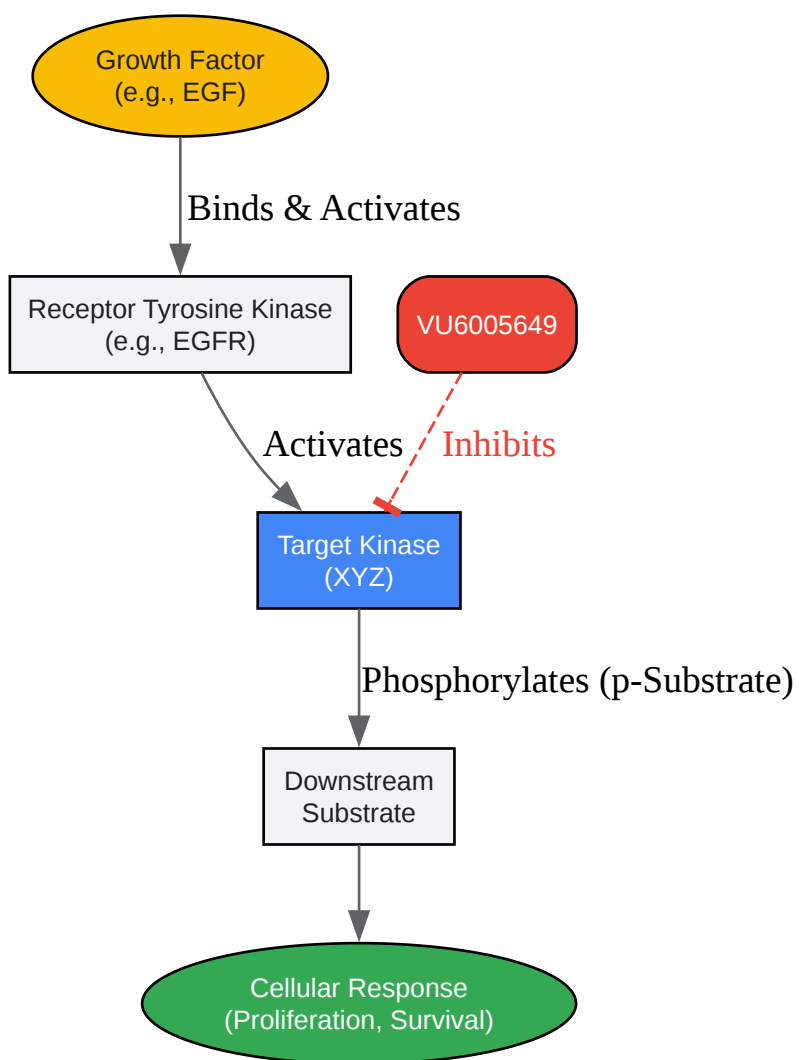 Growth Factor
(e.g., EGF)
Binds & Activates
Receptor Tyrosine Kinase
(e.g., EGFR)
VU6005649
Activates
Inhibits
Target Kinase
(XYZ)
Phosphorylates (p-Substrate)
Downstream
Substrate
Cellular Response
(Proliferation, Survival)